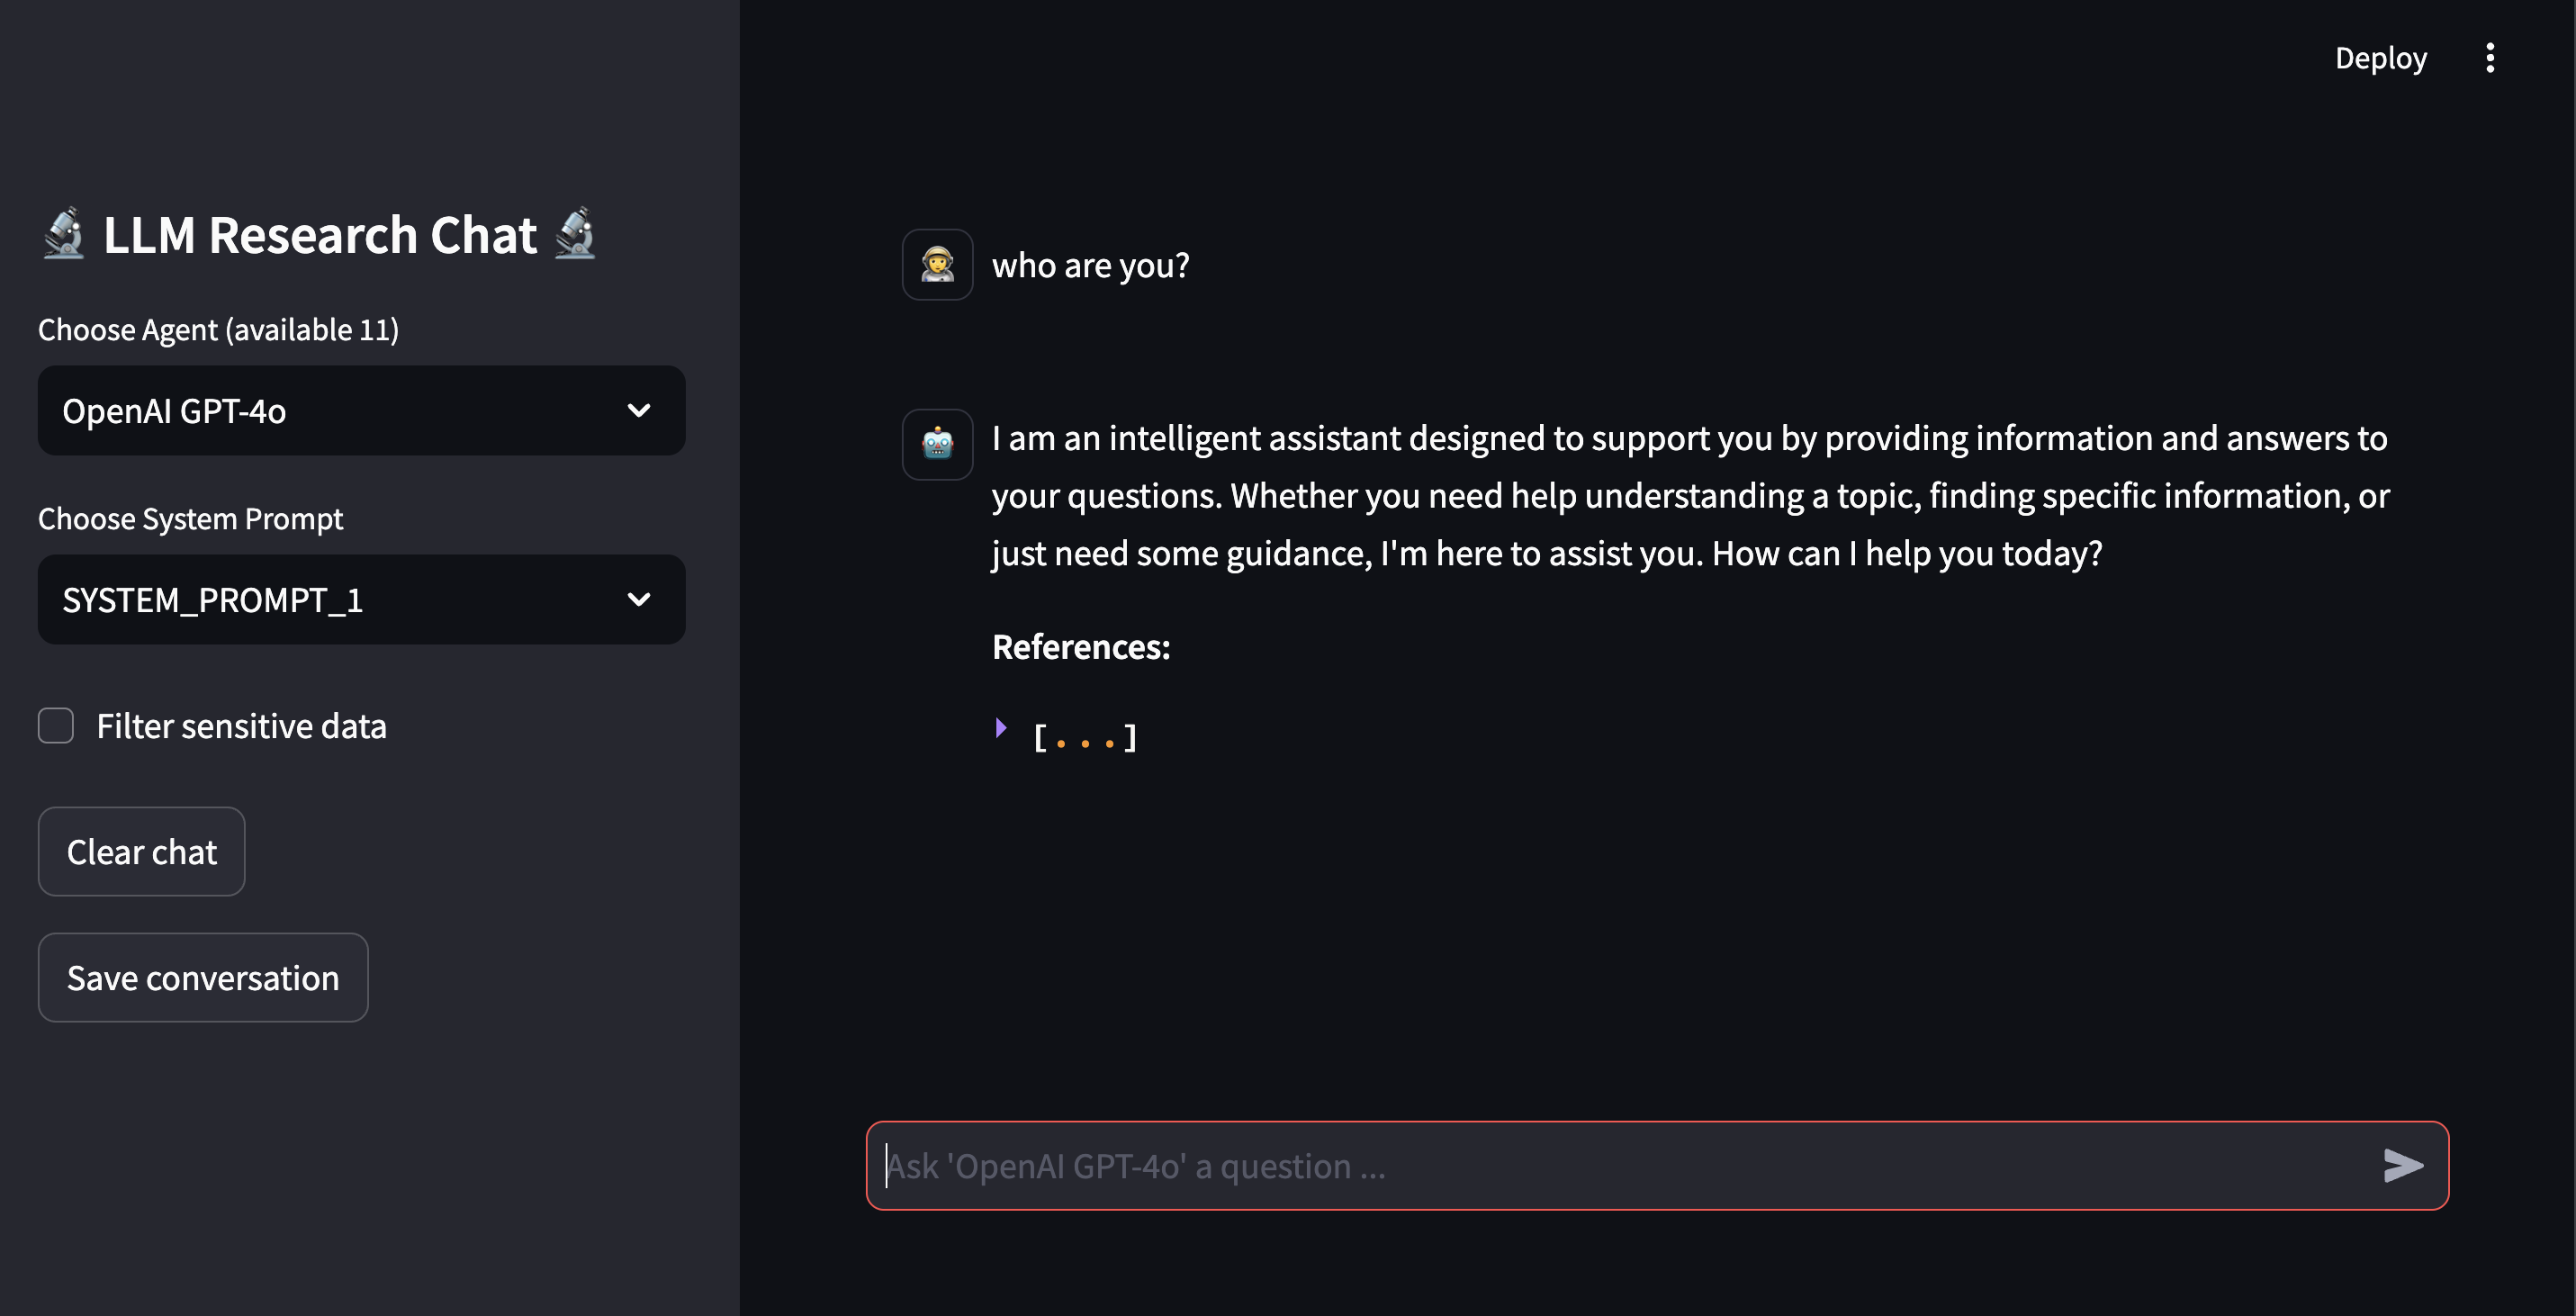 Deploy
🔬 LLM Research Chat 🔬
Choose Agent (available 11)
OpenAI GPT-4o
Choose System Prompt
SYSTEM_PROMPT_1
Filter sensitive data
Clear chat
Save conversation
who are you?
I am an intelligent assistant designed to support you by providing information and answers to
your questions. Whether you need help understanding a topic, finding specific information, or
just need some guidance, I'm here to assist you. How can I help you today?
References:
[...]
Ask 'OpenAI GPT-4o' a question ...